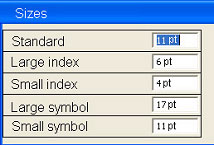 Sizes
Standard 11 pt
Large index 6 pt
Small index 4 pt
Large symbol 17 pt
Small symbol 11 pt